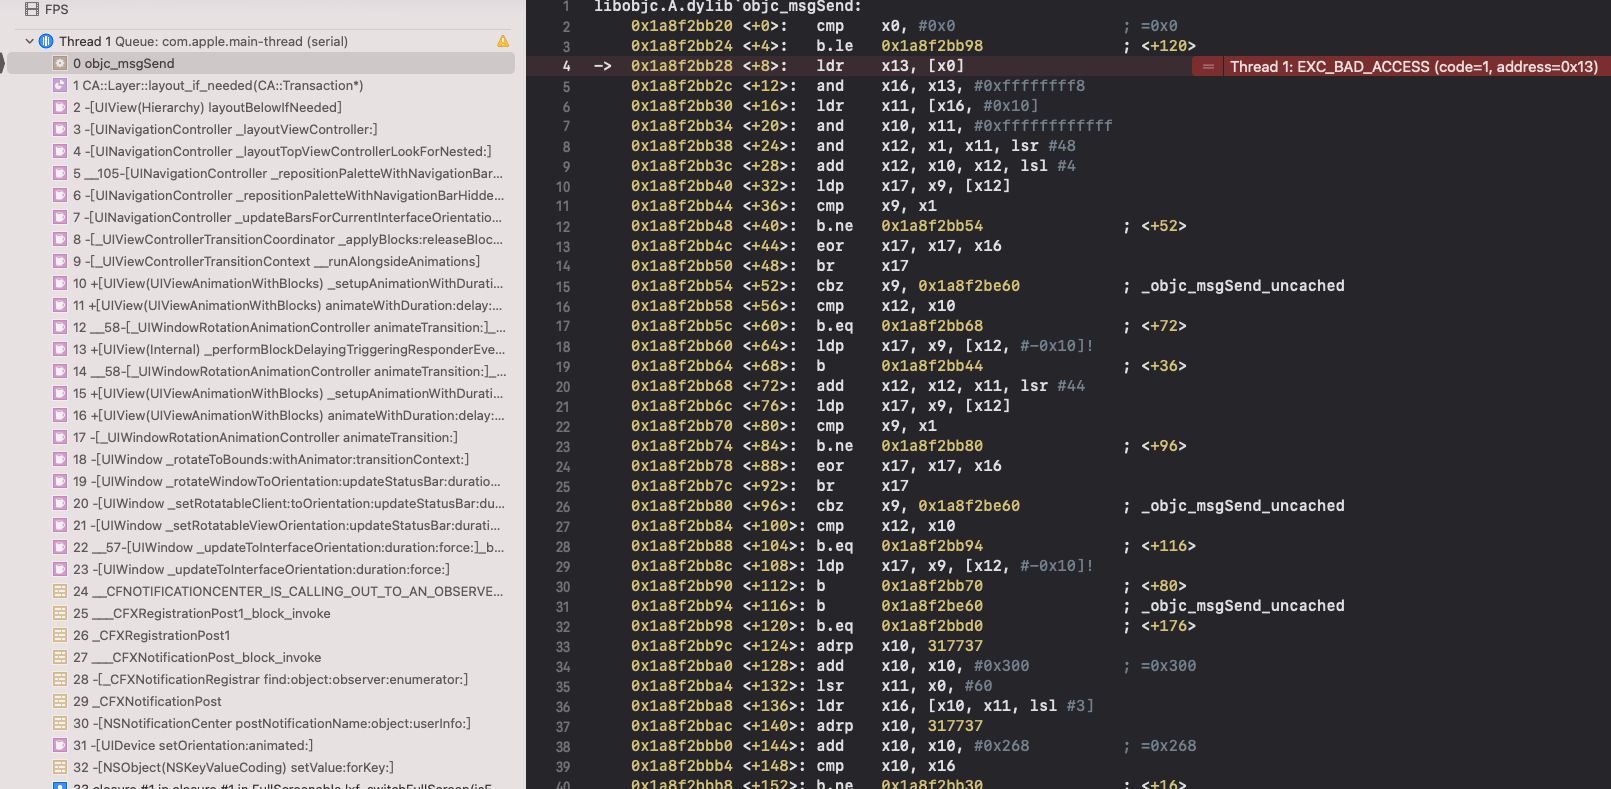 FPS
Thread 1 Queue: com.apple.main-thread (serial)
0 objc_msgSend
1 CA::Layer::layout_if_needed(CA::Transaction*)
2 -[UIView(Hierarchy) layoutBelowIfNeeded]
3 -[UINavigationController _layoutViewController:]
4 -[UINavigationController _layoutTopViewControllerLookForNested:]
5 __105-[UINavigationController _repositionPaletteWithNavigationBar...
6 -[UINavigationController _repositionPaletteWithNavigationBarHidde...
7 -[UINavigationController _updateBarsForCurrentInterfaceOrientatio...
8 -[_UIViewControllerTransitionCoordinator _applyBlocks:releaseBloc...
9 -[_UIViewControllerTransitionContext __runAlongsideAnimations]
10 +[UIView(UIViewAnimationWithBlocks) _setupAnimationWithDurati...
11 +[UIView(UIViewAnimationWithBlocks) animateWithDuration:delay:...
12 __58-[_UIWindowRotationAnimationController animateTransition:]_...
13 +[UIView(Internal) _performBlockDelayingTriggeringResponderEve...
14 __58-[_UIWindowRotationAnimationController animateTransition:]_...
15 +[UIView(UIViewAnimationWithBlocks) _setupAnimationWithDurati...
16 +[UIView(UIViewAnimationWithBlocks) animateWithDuration:delay:...
17 -[_UIWindowRotationAnimationController animateTransition:]
18 -[UIWindow _rotateToBounds:withAnimator:transitionContext:]
19 -[UIWindow _rotateWindowToOrientation:updateStatusBar:duratio...
20 -[UIWindow _setRotatableClient:toOrientation:updateStatusBar:du...
21 -[UIWindow _setRotatableViewOrientation:updateStatusBar:durati...
22 __57-[UIWindow _updateToInterfaceOrientation:duration:force:]_b...
23 -[UIWindow _updateToInterfaceOrientation:duration:force:]
24 __CFNOTIFICATIONCENTER_IS_CALLING_OUT_TO_AN_OBSERVE...
25 ___CFXRegistrationPost1_block_invoke
26 _CFXRegistrationPost1
27 ___CFXNotificationPost_block_invoke
28 -[_CFXNotificationRegistrar find:object:observer:enumerator:]
29 _CFXNotificationPost
30 -[NSNotificationCenter postNotificationName:object:userInfo:]
31 -[UIDevice setOrientation:animated:]
32 -[NSObject(NSKeyValueCoding) setValue:forKey:]
1 libobjc.A.dylib`objc_msgSend:
2 0x1a8f2bb20 <+0>: cmp x0, #0x0 ; =0x0
3 0x1a8f2bb24 <+4>: b.le 0x1a8f2bb98 ; <+120>
4 -> 0x1a8f2bb28 <+8>: ldr x13, [x0] = Thread 1: EXC_BAD_ACCESS (code=1, address=0x13)
5 0x1a8f2bb2c <+12>: and x16, x13, #0xffffffff8
6 0x1a8f2bb30 <+16>: ldr x11, [x16, #0x10]
7 0x1a8f2bb34 <+20>: and x10, x11, #0xffffffffffff
8 0x1a8f2bb38 <+24>: and x12, x1, x11, lsr #48
9 0x1a8f2bb3c <+28>: add x12, x10, x12, lsl #4
10 0x1a8f2bb40 <+32>: ldp x17, x9, [x12]
11 0x1a8f2bb44 <+36>: cmp x9, x1
12 0x1a8f2bb48 <+40>: b.ne 0x1a8f2bb54 ; <+52>
13 0x1a8f2bb4c <+44>: eor x17, x17, x16
14 0x1a8f2bb50 <+48>: br x17
15 0x1a8f2bb54 <+52>: cbz x9, 0x1a8f2be60 ; _objc_msgSend_uncached
16 0x1a8f2bb58 <+56>: cmp x12, x10
17 0x1a8f2bb5c <+60>: b.eq 0x1a8f2bb68 ; <+72>
18 0x1a8f2bb60 <+64>: ldp x17, x9, [x12, #-0x10]!
19 0x1a8f2bb64 <+68>: b 0x1a8f2bb44 ; <+36>
20 0x1a8f2bb68 <+72>: add x12, x12, x11, lsr #44
21 0x1a8f2bb6c <+76>: ldp x17, x9, [x12]
22 0x1a8f2bb70 <+80>: cmp x9, x1
23 0x1a8f2bb74 <+84>: b.ne 0x1a8f2bb80 ; <+96>
24 0x1a8f2bb78 <+88>: eor x17, x17, x16
25 0x1a8f2bb7c <+92>: br x17
26 0x1a8f2bb80 <+96>: cbz x9, 0x1a8f2be60 ; _objc_msgSend_uncached
27 0x1a8f2bb84 <+100>: cmp x12, x10
28 0x1a8f2bb88 <+104>: b.eq 0x1a8f2bb94 ; <+116>
29 0x1a8f2bb8c <+108>: ldp x17, x9, [x12, #-0x10]!
30 0x1a8f2bb90 <+112>: b 0x1a8f2bb70 ; <+80>
31 0x1a8f2bb94 <+116>: b 0x1a8f2be60 ; _objc_msgSend_uncached
32 0x1a8f2bb98 <+120>: b.eq 0x1a8f2bbd0 ; <+176>
33 0x1a8f2bb9c <+124>: adrp x10, 317737
34 0x1a8f2bba0 <+128>: add x10, x10, #0x300 ; =0x300
35 0x1a8f2bba4 <+132>: lsr x11, x0, #60
36 0x1a8f2bba8 <+136>: ldr x16, [x10, x11, lsl #3]
37 0x1a8f2bbac <+140>: adrp x10, 317737
38 0x1a8f2bbb0 <+144>: add x10, x10, #0x268 ; =0x268
39 0x1a8f2bbb4 <+148>: cmp x10, x16
40 0x1a8f2bbb8 <+152>: b.ne 0x1a8f2bb30 ; <+16>